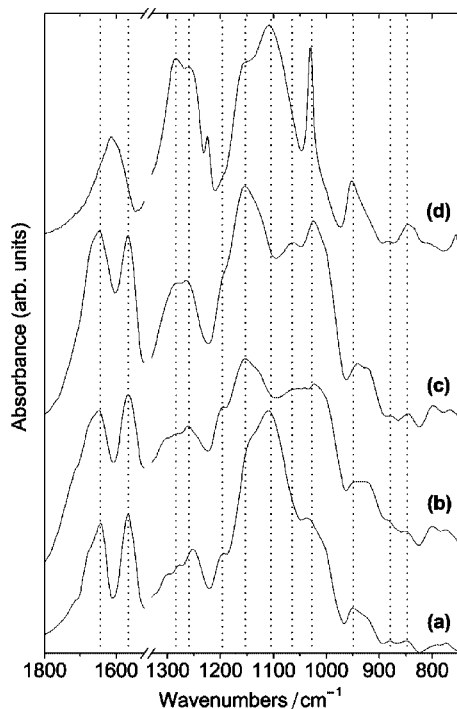 Absorbance (arb. units)
(d)
(c)
(b)
(a)
1800 1600 1300 1200 1100 1000 900 800
Wavenumbers /cm⁻¹